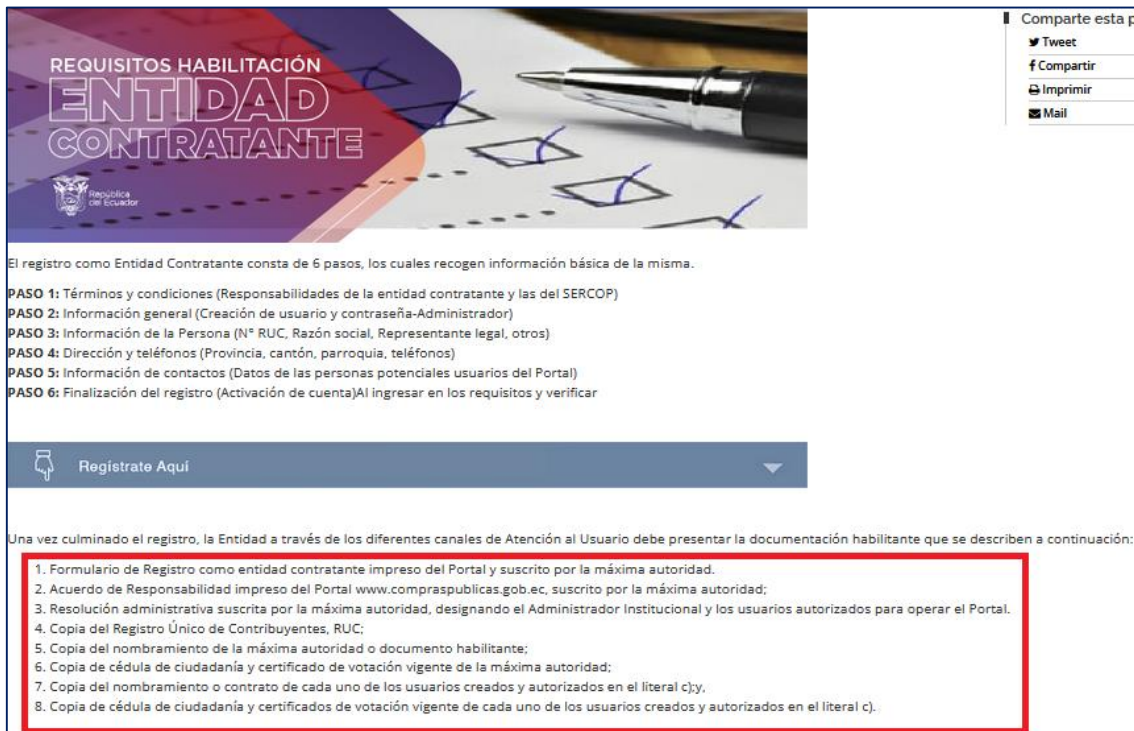 REQUISITOS HABILITACIÓN
ENTIDAD
CONTRATANTE
República
del Ecuador
Comparte esta p
Tweet
Compartir
Imprimir
Mail
El registro como Entidad Contratante consta de 6 pasos, los cuales recogen información básica de la misma.
PASO 1: Términos y condiciones (Responsabilidades de la entidad contratante y las del SERCOP)
PASO 2: Información general (Creación de usuario y contraseña-Administrador)
PASO 3: Información de la Persona (N° RUC, Razón social, Representante legal, otros)
PASO 4: Dirección y teléfonos (Provincia, cantón, parroquia, teléfonos)
PASO 5: Información de contactos (Datos de las personas potenciales usuarios del Portal)
PASO 6: Finalización del registro (Activación de cuenta)Al ingresar en los requisitos y verificar
Regístrate Aquí
Una vez culminado el registro, la Entidad a través de los diferentes canales de Atención al Usuario debe presentar la documentación habilitante que se describen a continuación:
1. Formulario de Registro como entidad contratante impreso del Portal y suscrito por la máxima autoridad.
2. Acuerdo de Responsabilidad impreso del Portal www.compraspublicas.gob.ec, suscrito por la máxima autoridad;
3. Resolución administrativa suscrita por la máxima autoridad, designando el Administrador Institucional y los usuarios autorizados para operar el Portal.
4. Copia del Registro Único de Contribuyentes, RUC;
5. Copia del nombramiento de la máxima autoridad o documento habilitante;
6. Copia de cédula de ciudadanía y certificado de votación vigente de la máxima autoridad;
7. Copia del nombramiento o contrato de cada uno de los usuarios creados y autorizados en el literal c);y,
8. Copia de cédula de ciudadanía y certificados de votación vigente de cada uno de los usuarios creados y autorizados en el literal c).